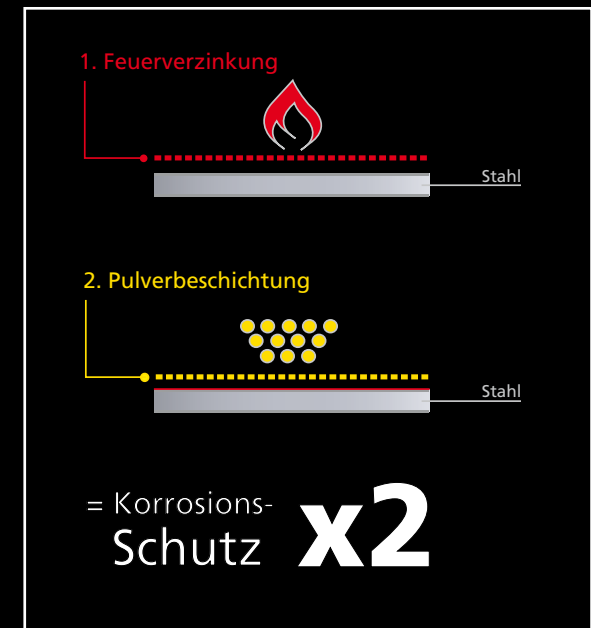 1. Feuerverzinkung
Stahl
2. Pulverbeschichtung
Stahl
= Korrosions-
Schutz x2